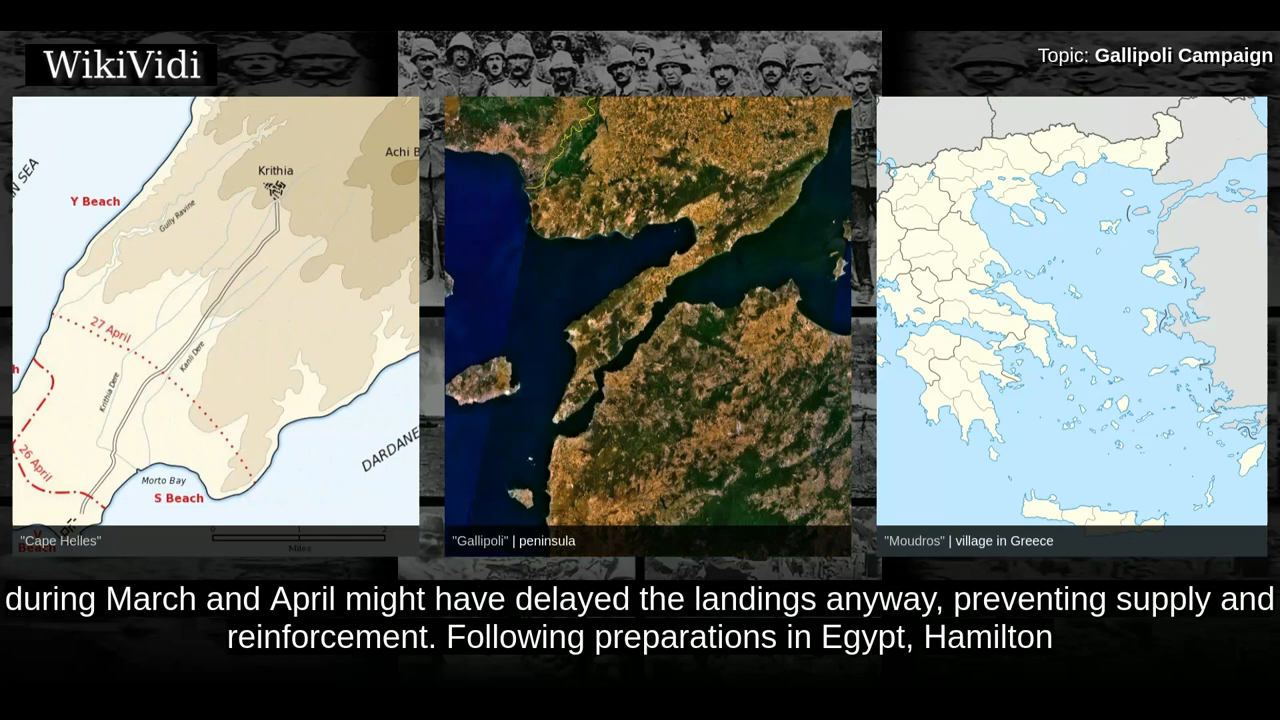 WikiVidi
Topic: Gallipoli Campaign
N SEA
Y Beach
Krithia
Achi B
Gully Ravine
27 April
Krithia Dere
Kanli Dere
h
26 April
Morto Bay
S Beach
DARDANE
Beach
Miles
"Cape Helles"
"Gallipoli" | peninsula
"Moudros" | village in Greece
during March and April might have delayed the landings anyway, preventing supply and
reinforcement. Following preparations in Egypt, Hamilton